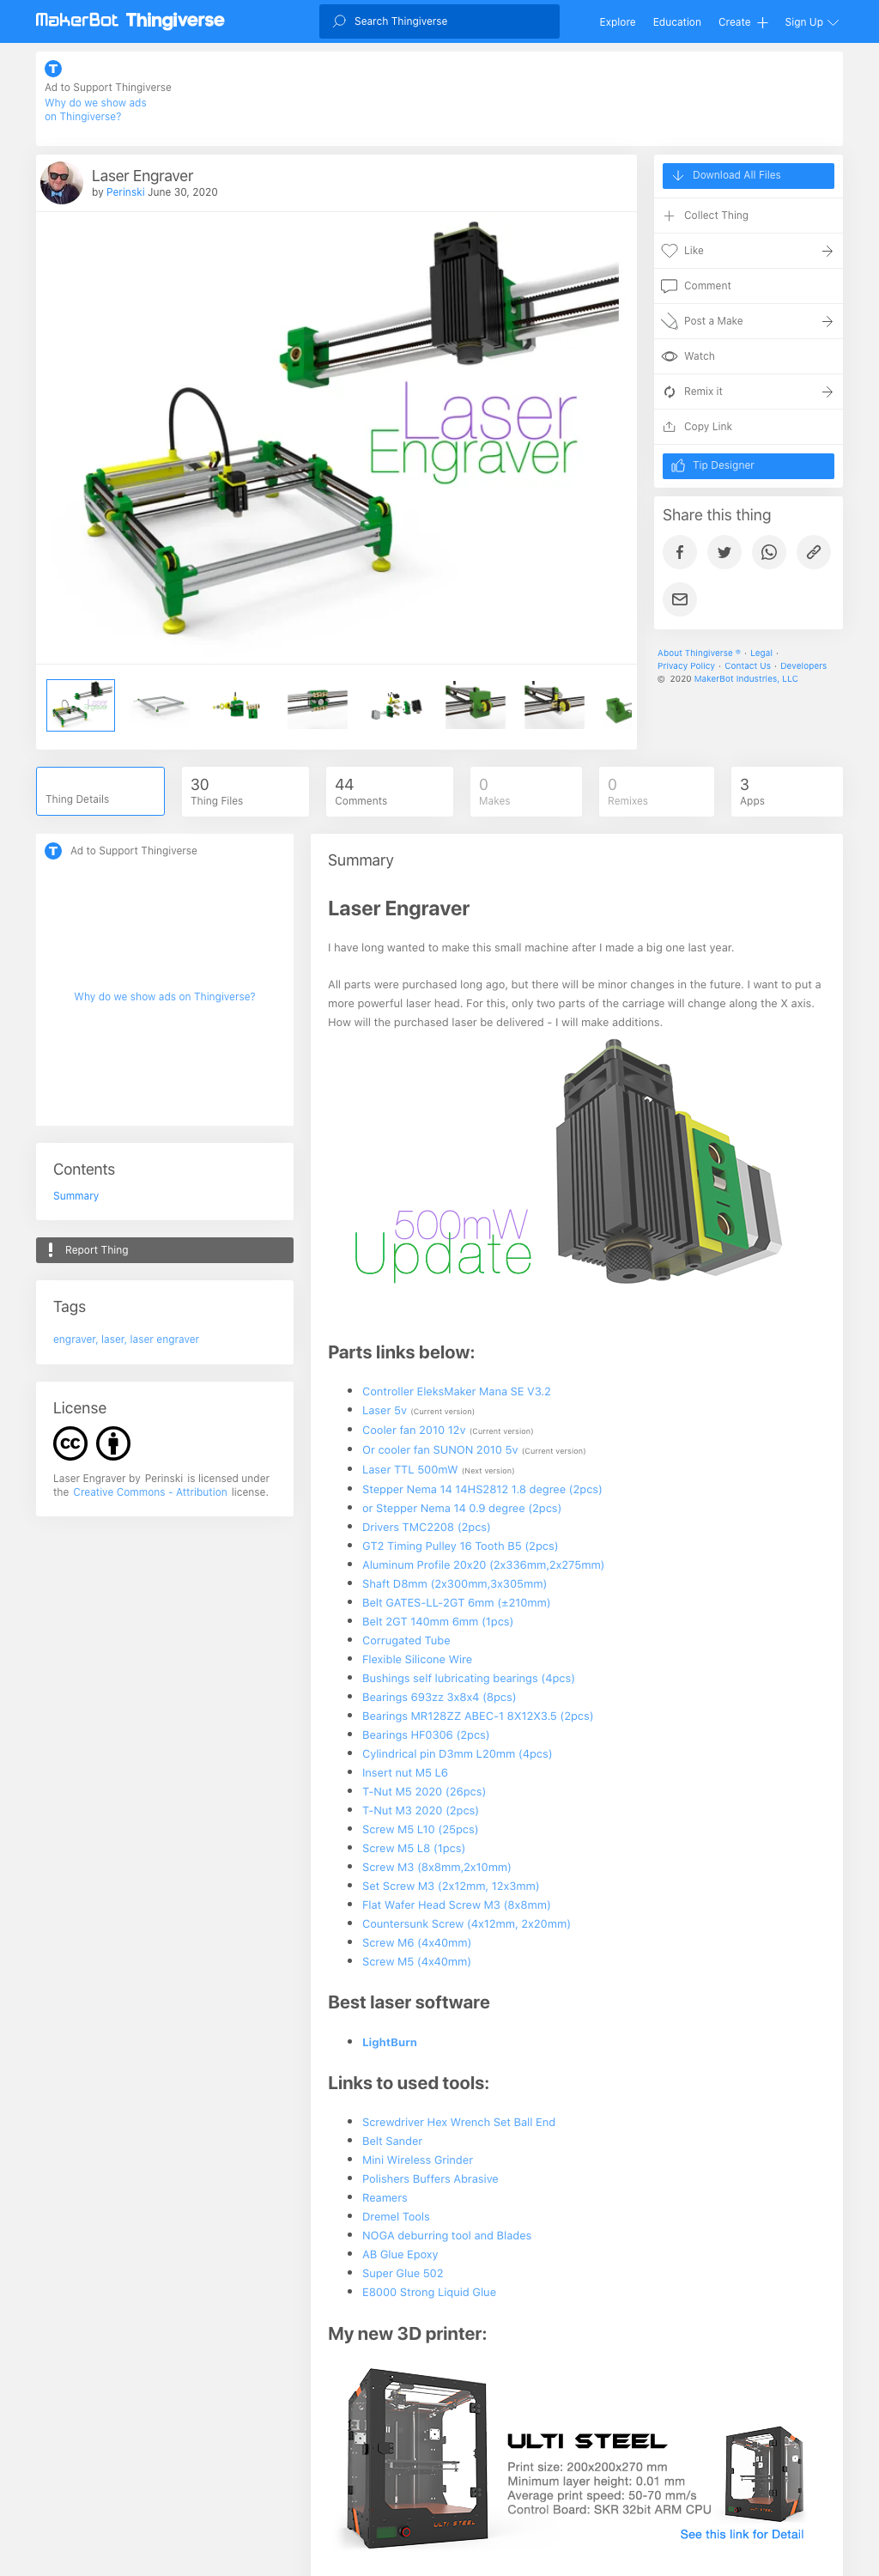 MakerBot Thingiverse
Search Thingiverse
Explore
Education
Create
Sign Up
Ad to Support Thingiverse
Why do we show ads
on Thingiverse?
Laser Engraver
by Perinski June 30, 2020
Laser
Engraver
Download All Files
Collect Thing
Like
Comment
Post a Make
Watch
Remix it
Copy Link
Tip Designer
Share this thing
About Thingiverse ® · Legal ·
Privacy Policy · Contact Us · Developers
© 2020 MakerBot Industries, LLC
Thing Details
30
Thing Files
44
Comments
0
Makes
0
Remixes
3
Apps
Ad to Support Thingiverse
Why do we show ads on Thingiverse?
Contents
Summary
Report Thing
Tags
engraver, laser, laser engraver
License
Laser Engraver by Perinski is licensed under
the Creative Commons - Attribution license.
Summary
Laser Engraver
I have long wanted to make this small machine after I made a big one last year.
All parts were purchased long ago, but there will be minor changes in the future. I want to put a
more powerful laser head. For this, only two parts of the carriage will change along the X axis.
How will the purchased laser be delivered - I will make additions.
500mW
Update
Parts links below:
Controller EleksMaker Mana SE V3.2
Laser 5v (Current version)
Cooler fan 2010 12v (Current version)
Or cooler fan SUNON 2010 5v (Current version)
Laser TTL 500mW (Next version)
Stepper Nema 14 14HS2812 1.8 degree (2pcs)
or Stepper Nema 14 0.9 degree (2pcs)
Drivers TMC2208 (2pcs)
GT2 Timing Pulley 16 Tooth B5 (2pcs)
Aluminum Profile 20x20 (2x336mm,2x275mm)
Shaft D8mm (2x300mm,3x305mm)
Belt GATES-LL-2GT 6mm (±210mm)
Belt 2GT 140mm 6mm (1pcs)
Corrugated Tube
Flexible Silicone Wire
Bushings self lubricating bearings (4pcs)
Bearings 693zz 3x8x4 (8pcs)
Bearings MR128ZZ ABEC-1 8X12X3.5 (2pcs)
Bearings HF0306 (2pcs)
Cylindrical pin D3mm L20mm (4pcs)
Insert nut M5 L6
T-Nut M5 2020 (26pcs)
T-Nut M3 2020 (2pcs)
Screw M5 L10 (25pcs)
Screw M5 L8 (1pcs)
Screw M3 (8x8mm,2x10mm)
Set Screw M3 (2x12mm, 12x3mm)
Flat Wafer Head Screw M3 (8x8mm)
Countersunk Screw (4x12mm, 2x20mm)
Screw M6 (4x40mm)
Screw M5 (4x40mm)
Best laser software
LightBurn
Links to used tools:
Screwdriver Hex Wrench Set Ball End
Belt Sander
Mini Wireless Grinder
Polishers Buffers Abrasive
Reamers
Dremel Tools
NOGA deburring tool and Blades
AB Glue Epoxy
Super Glue 502
E8000 Strong Liquid Glue
My new 3D printer:
ULTI STEEL
ULTI STEEL
Print size: 200x200x270 mm
Minimum layer height: 0.01 mm
Average print speed: 50-70 mm/s
Control Board: SKR 32bit ARM CPU
See this link for Detail